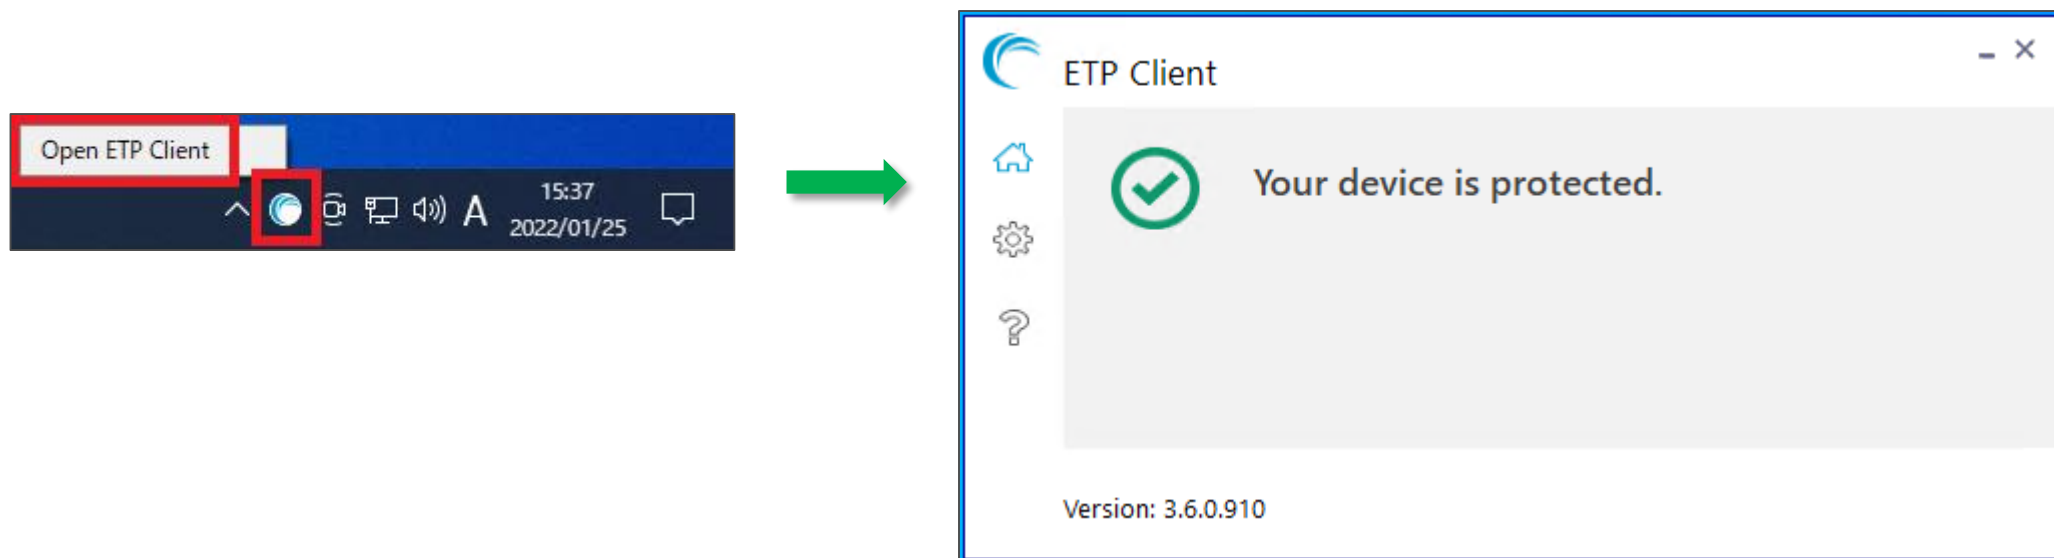 Open ETP Client
A
15:37
2022/01/25
ETP Client
Your device is protected.
Version: 3.6.0.910